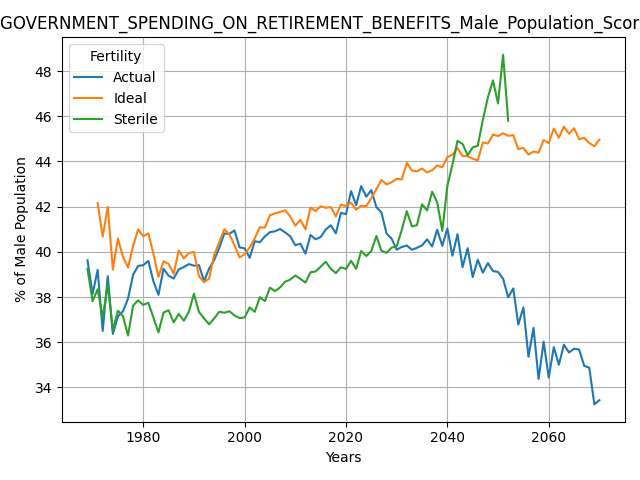 GOVERNMENT_SPENDING_ON_RETIREMENT_BENEFITS_Male_Population_Scor
Fertility
Actual
Ideal
Sterile
% of Male Population
48
46
44
42
40
38
36
34
1980
2000
2020
2040
2060
Years